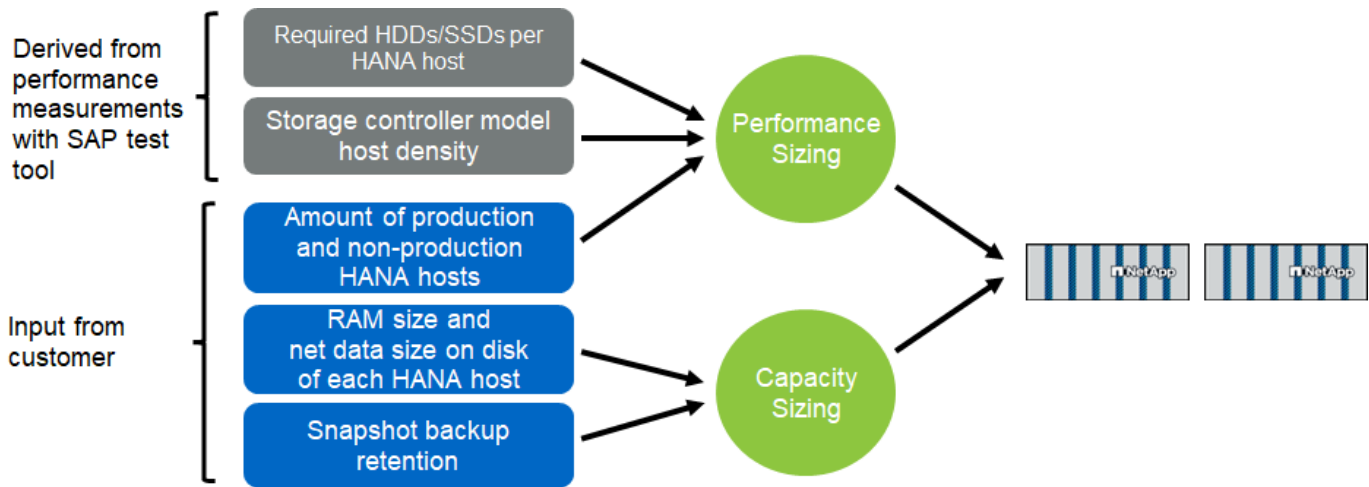 Derived from
performance
measurements
with SAP test
tool
Required HDDs/SSDs per
HANA host
Storage controller model
host density
Performance
Sizing
Input from
customer
Amount of production
and non-production
HANA hosts
RAM size and
net data size on disk
of each HANA host
Snapshot backup
retention
Capacity
Sizing
NetApp
NetApp